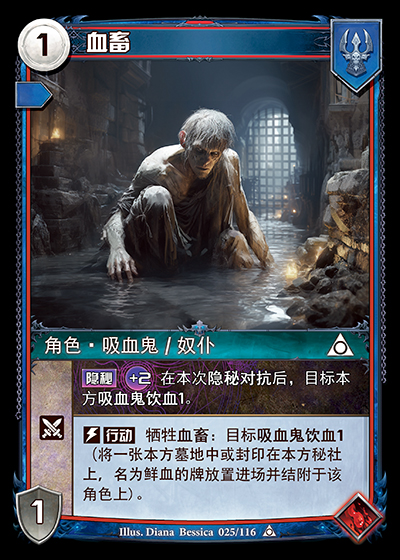 1
血畜
角色·吸血鬼 / 奴仆
隐秘 +2 在本次隐秘对抗后，目标本
方吸血鬼饮血1。
行动 牺牲血畜：目标吸血鬼饮血1
（将一张本方墓地中或封印在本方秘社
上，名为鲜血的牌放置进场并结附于该
角色上）。
1
Illus. Diana Bessica 025/116